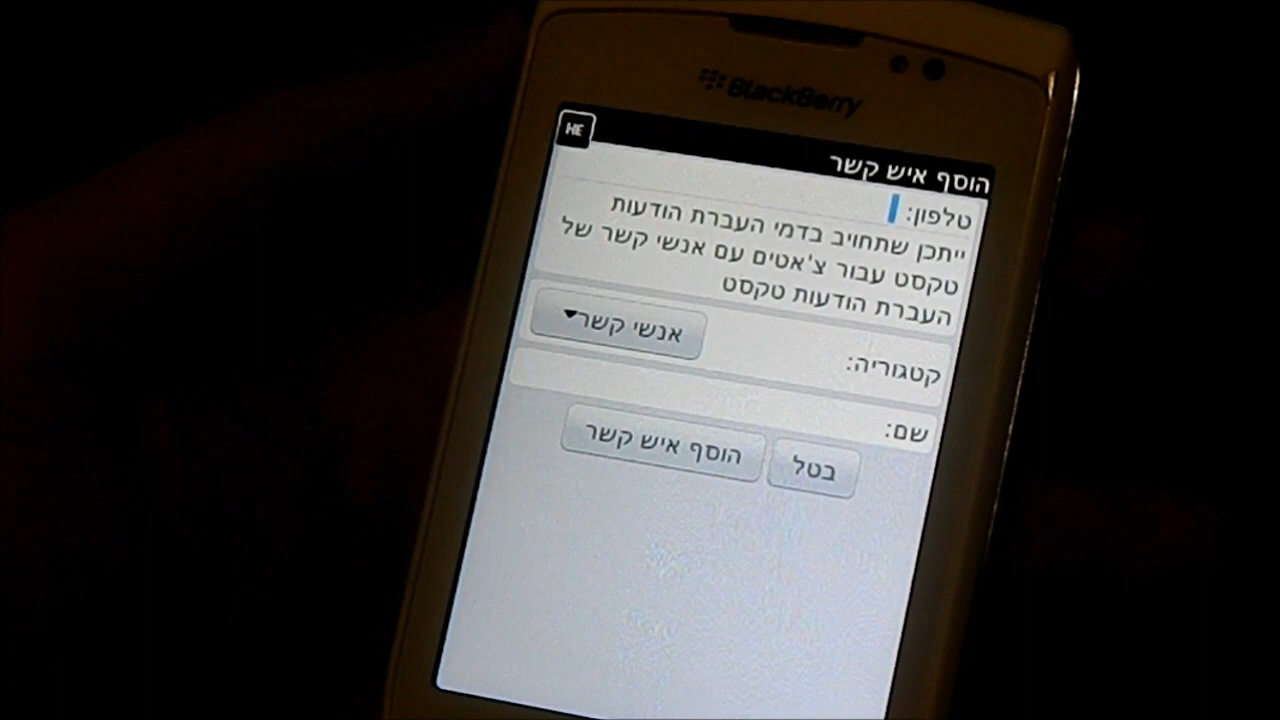 BlackBerry
HE
הוסף איש קשר
טלפון:
ייתכן שתחויב בדמי העברת הודעות
טקסט עבור צ'אטים עם אנשי קשר של
העברת הודעות טקסט
קטגוריה: אנשי קשר
שם:
בטל הוסף איש קשר